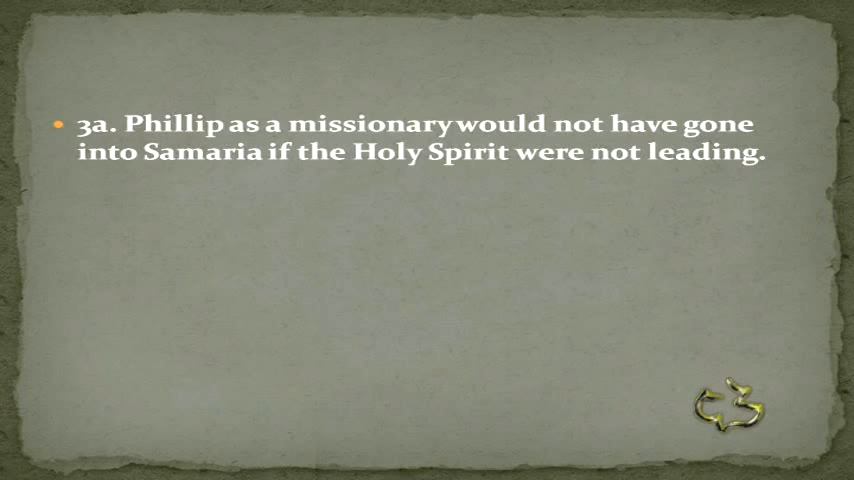 • 3a. Phillip as a missionary would not have gone
into Samaria if the Holy Spirit were not leading.